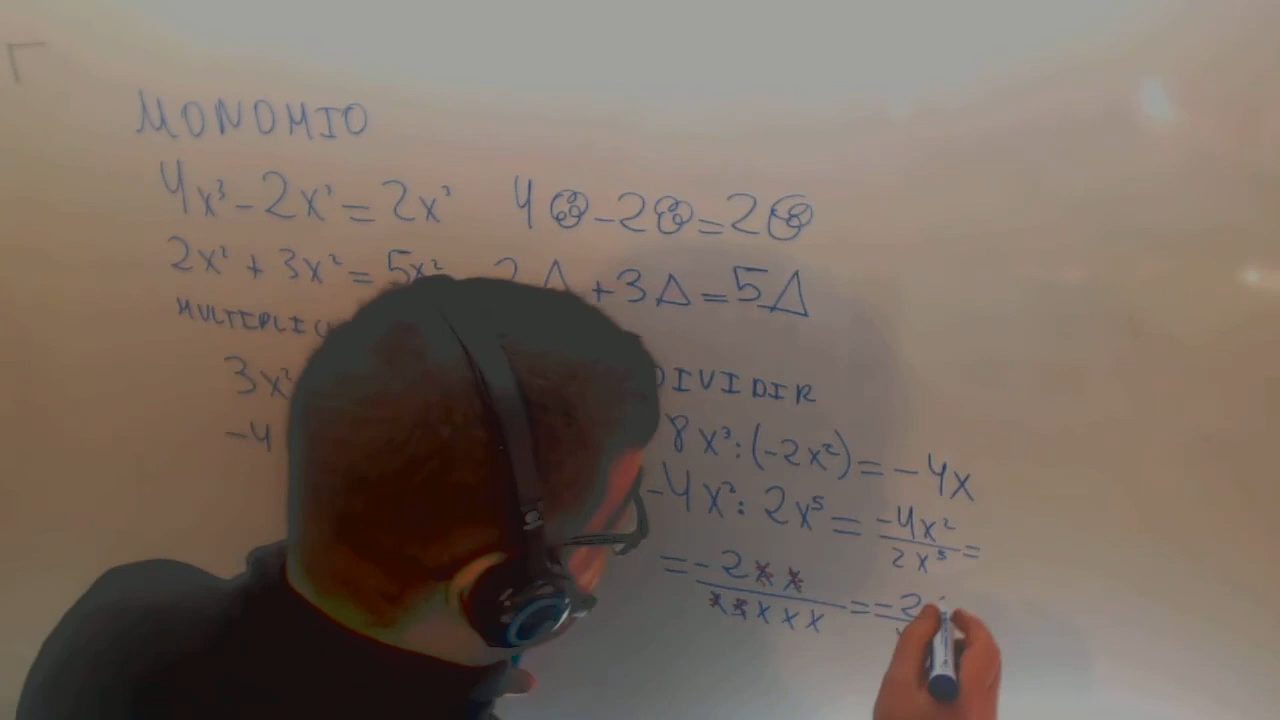 MONOMIO
4x³ - 2x³ = 2x³ 4 - 2 = 2
2x² + 3x² = 5x² 2△ + 3△ = 5△
MULTIPLIC
3x²
-4
DIVIDIR
8x³ : (-2x²) = -4x
-4x² : 2x⁵ = -4x² / 2x⁵ =
= -2xx / xxxxx = -2